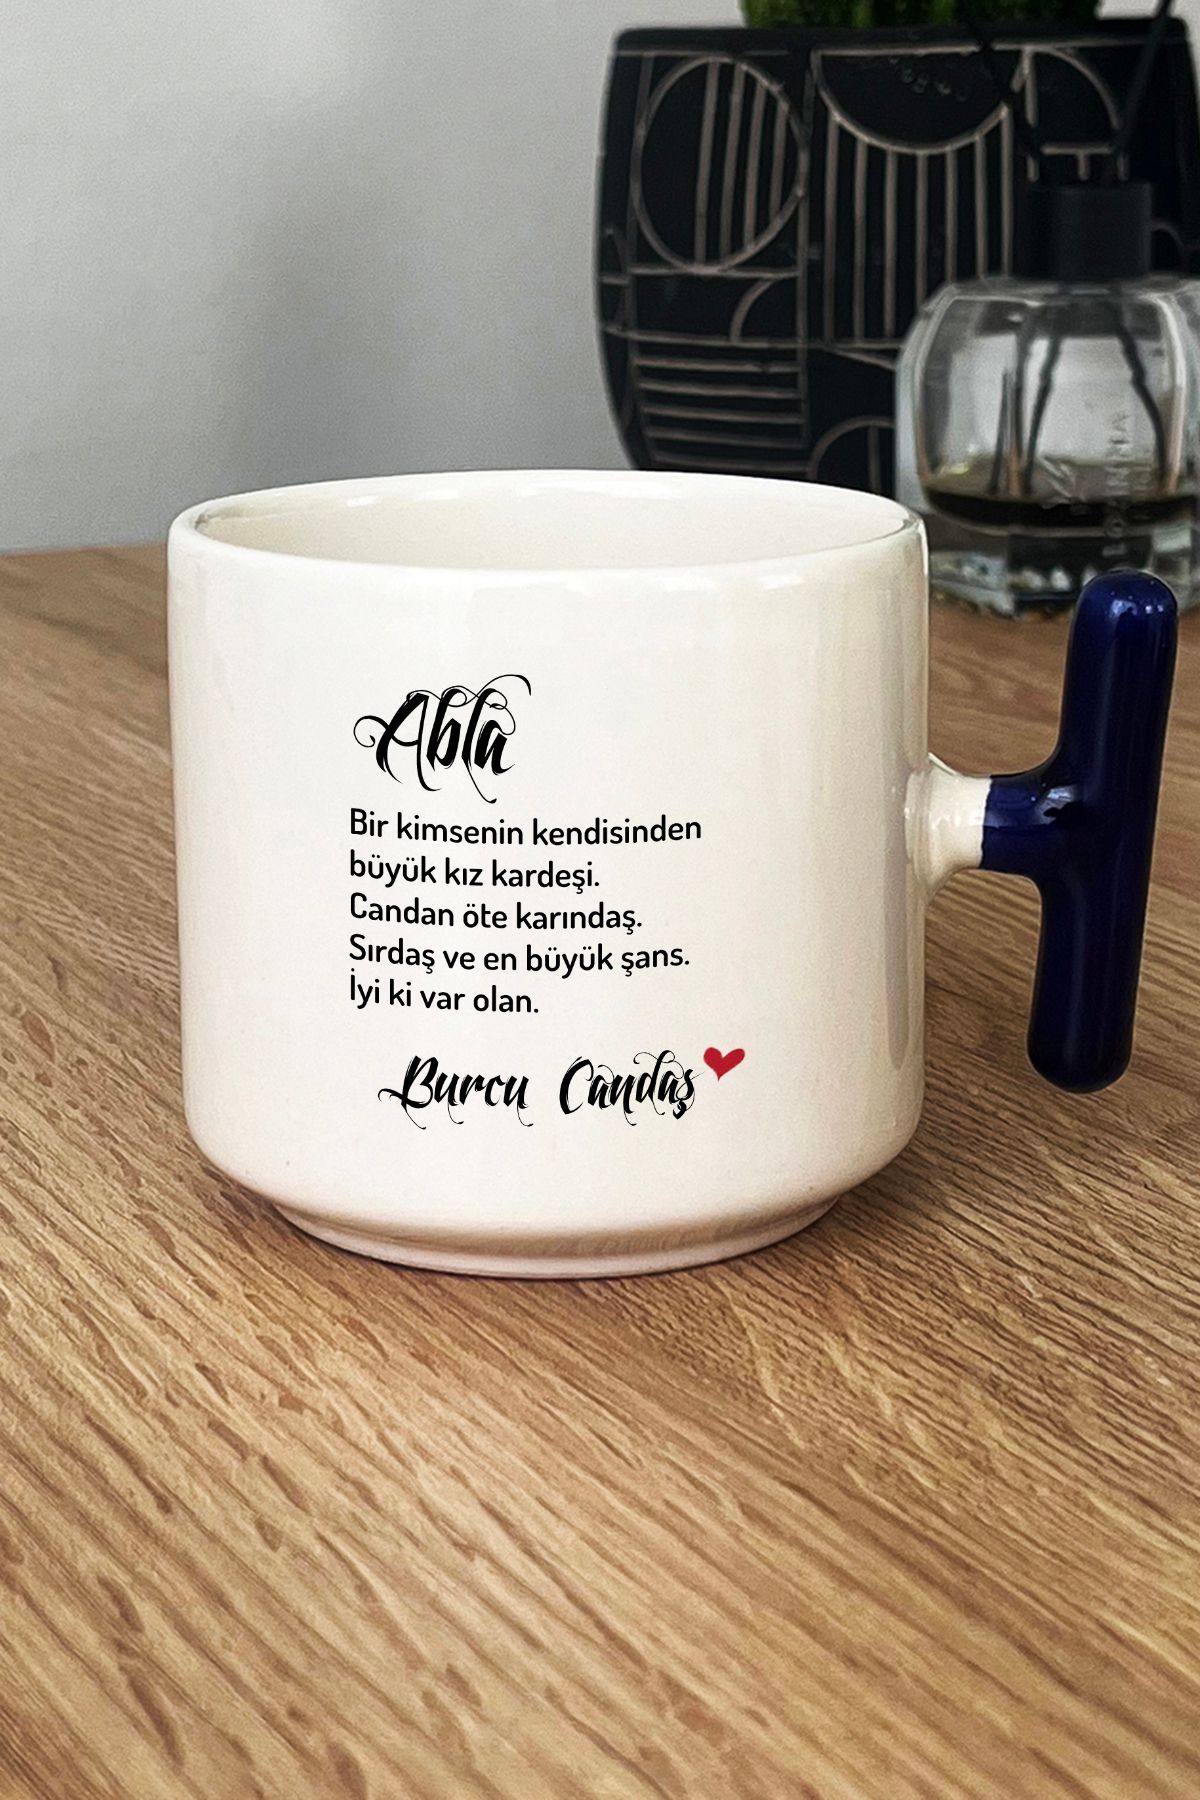 Abla
Bir kimsenin kendisinden
büyük kız kardeşi.
Candan öte karındaş.
Sırdaş ve en büyük şans.
İyi ki var olan.
Burcu Candaş